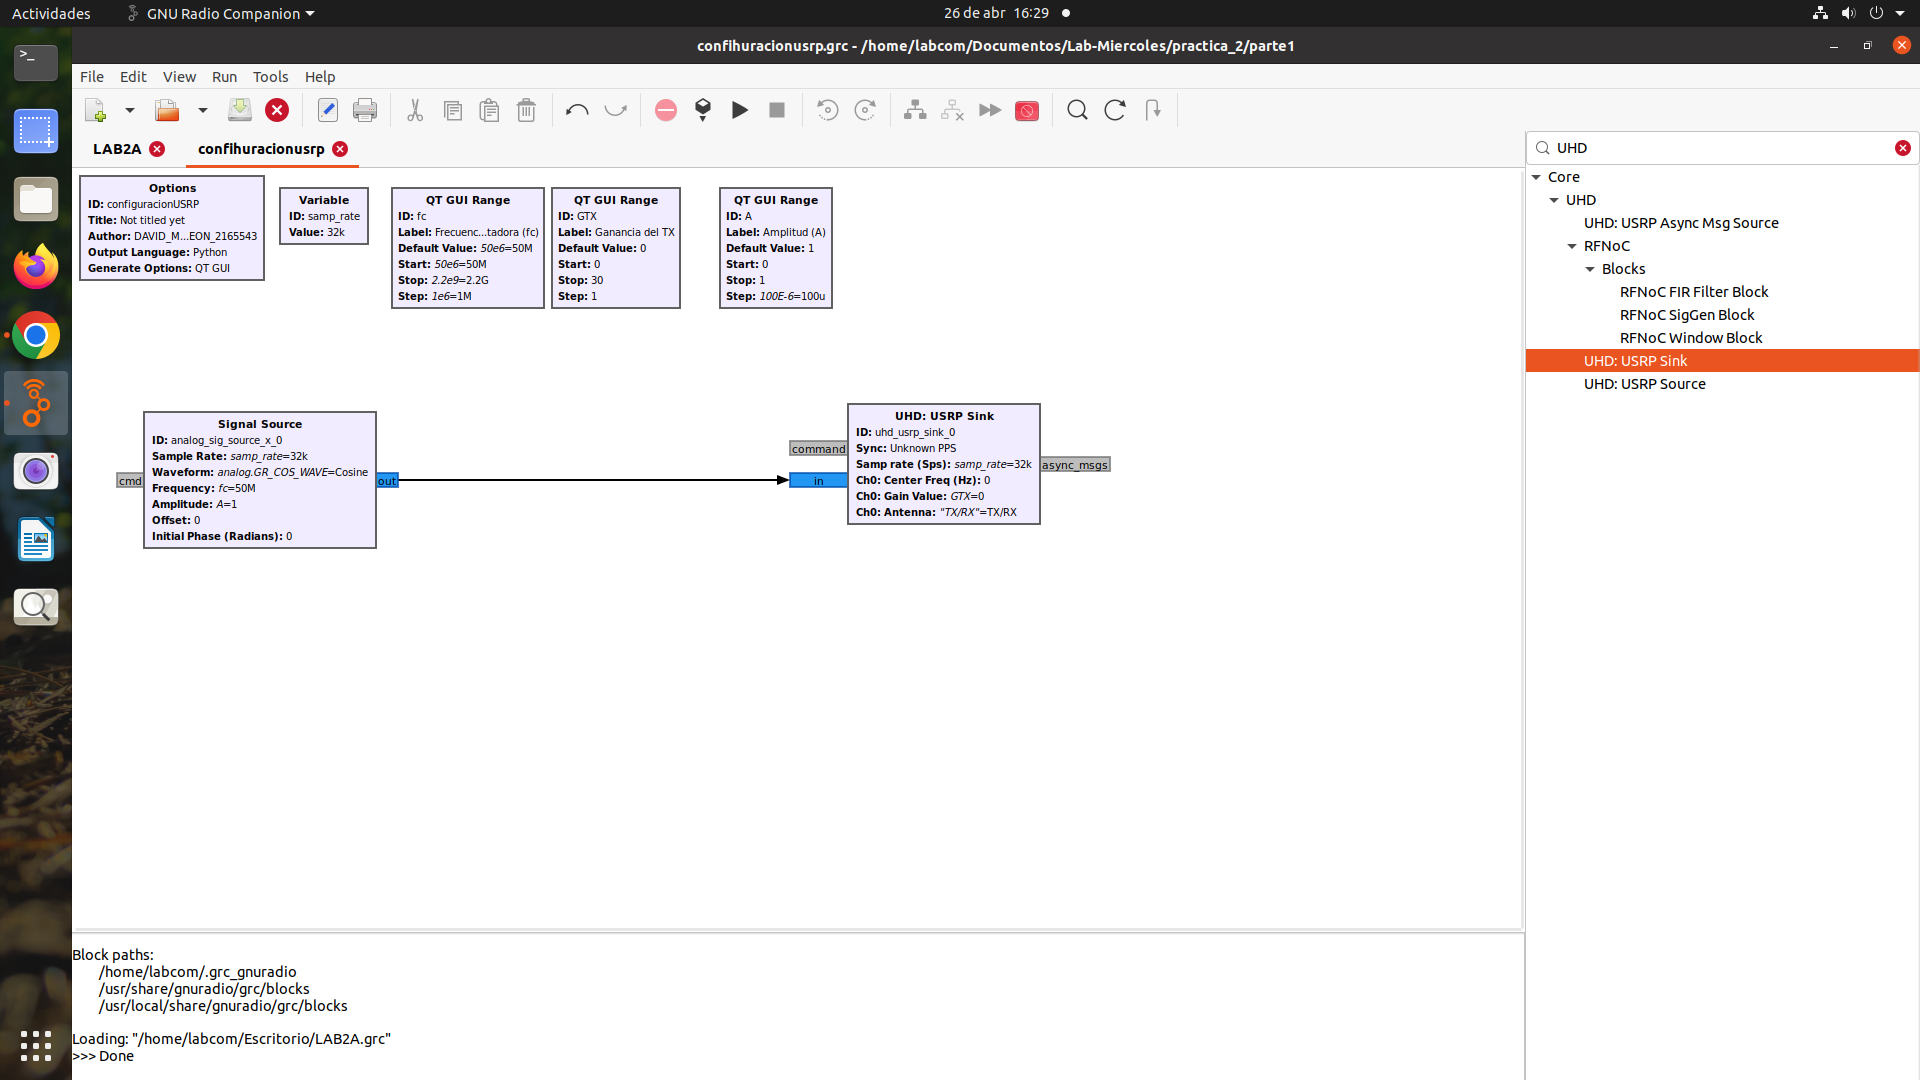 Actividades
GNU Radio Companion
26 de abr 16:29
confihuracionusrp.grc - /home/labcom/Documentos/Lab-Miercoles/practica_2/parte1
File Edit View Run Tools Help
LAB2A
confihuracionusrp
Options
ID: configuracionUSRP
Title: Not titled yet
Author: DAVID_M...EON_2165543
Output Language: Python
Generate Options: QT GUI
Variable
ID: samp_rate
Value: 32k
QT GUI Range
ID: fc
Label: Frecuenc...tadora (fc)
Default Value: 50e6=50M
Start: 50e6=50M
Stop: 2.2e9=2.2G
Step: 1e6=1M
QT GUI Range
ID: GTX
Label: Ganancia del TX
Default Value: 0
Start: 0
Stop: 30
Step: 1
QT GUI Range
ID: A
Label: Amplitud (A)
Default Value: 1
Start: 0
Stop: 1
Step: 100E-6=100u
Signal Source
ID: analog_sig_source_x_0
Sample Rate: samp_rate=32k
Waveform: analog.GR_COS_WAVE=Cosine
Frequency: fc=50M
Amplitude: A=1
Offset: 0
Initial Phase (Radians): 0
cmd
out
UHD: USRP Sink
ID: uhd_usrp_sink_0
Sync: Unknown PPS
Samp rate (Sps): samp_rate=32k
Ch0: Center Freq (Hz): 0
Ch0: Gain Value: GTX=0
Ch0: Antenna: "TX/RX"=TX/RX
command
in
async_msgs
UHD
Core
UHD
UHD: USRP Async Msg Source
RFNoC
Blocks
RFNoC FIR Filter Block
RFNoC SigGen Block
RFNoC Window Block
UHD: USRP Sink
UHD: USRP Source
Block paths:
/home/labcom/.grc_gnuradio
/usr/share/gnuradio/grc/blocks
/usr/local/share/gnuradio/grc/blocks
Loading: "/home/labcom/Escritorio/LAB2A.grc"
>>> Done